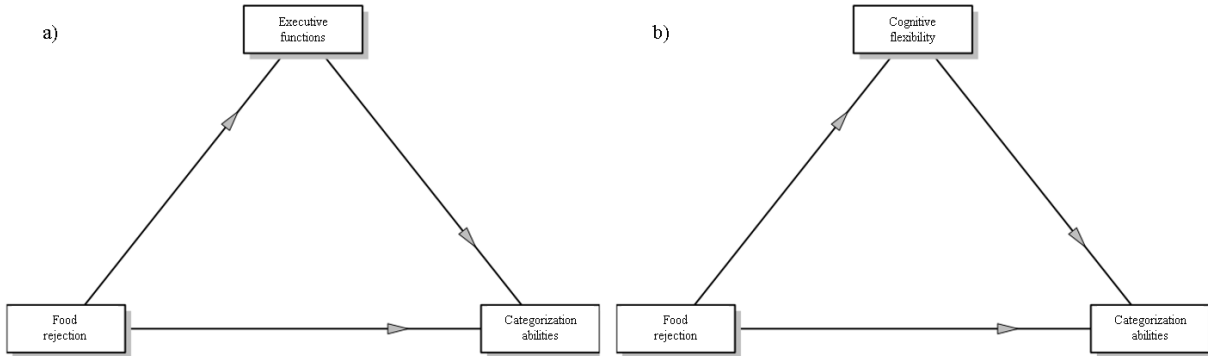 a)
Executive
functions
Food
rejection
Categorization
abilities
b)
Cognitive
flexibility
Food
rejection
Categorization
abilities